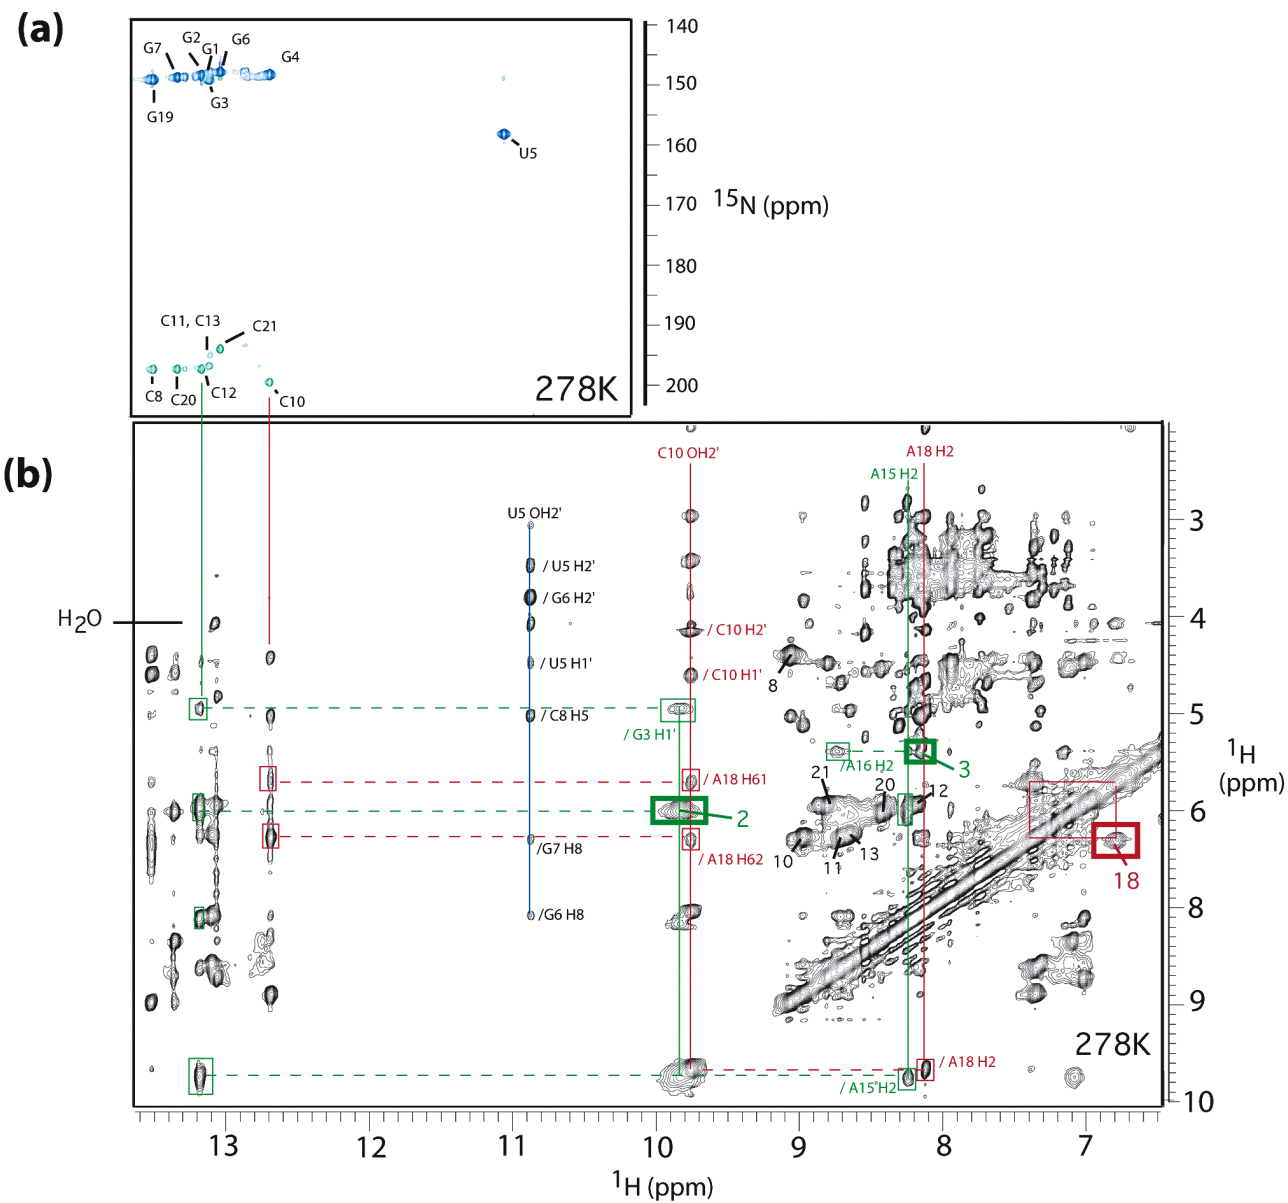 (a)
140
150
160
170
180
190
200
15N (ppm)
G7
G2
G1
G6
G4
G19
G3
U5
C11, C13
C21
C8
C20
C12
C10
278K
(b)
C10 OH2'
A18 H2
A15 H2
U5 OH2'
/ U5 H2'
/ G6 H2'
H2O
/ C10 H2'
/ U5 H1'
/ C10 H1'
8
/ C8 H5
/ G3 H1'
/A16 H2
3
/ A18 H61
21
20
12
2
/G7 H8
/ A18 H62
10
11
13
18
/G6 H8
278K
/ A18 H2
/ A15 H2
3
4
5
6
8
9
10
1H
(ppm)
13
12
11
10
9
8
7
1H (ppm)